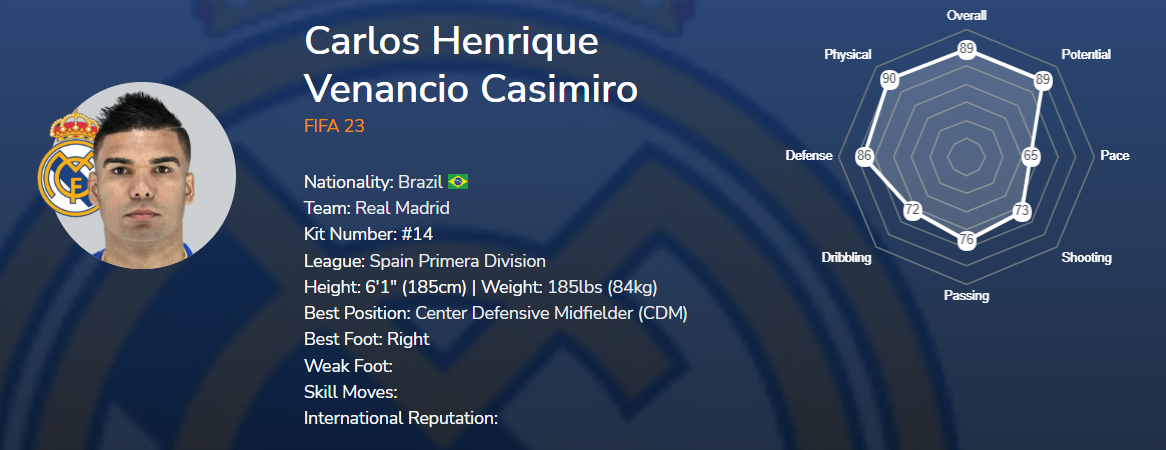 Carlos Henrique
Venancio Casimiro
FIFA 23
Nationality: Brazil
Team: Real Madrid
Kit Number: #14
League: Spain Primera Division
Height: 6'1" (185cm) | Weight: 185lbs (84kg)
Best Position: Center Defensive Midfielder (CDM)
Best Foot: Right
Weak Foot:
Skill Moves:
International Reputation:
Overall
89
Potential
89
Pace
65
Shooting
73
Passing
76
Dribbling
72
Defense
86
Physical
90